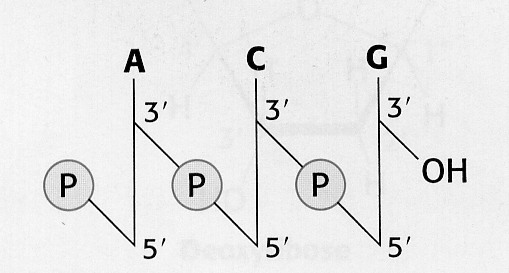 A C G
3′ 3′ 3′
P P P OH
5′ 5′ 5′